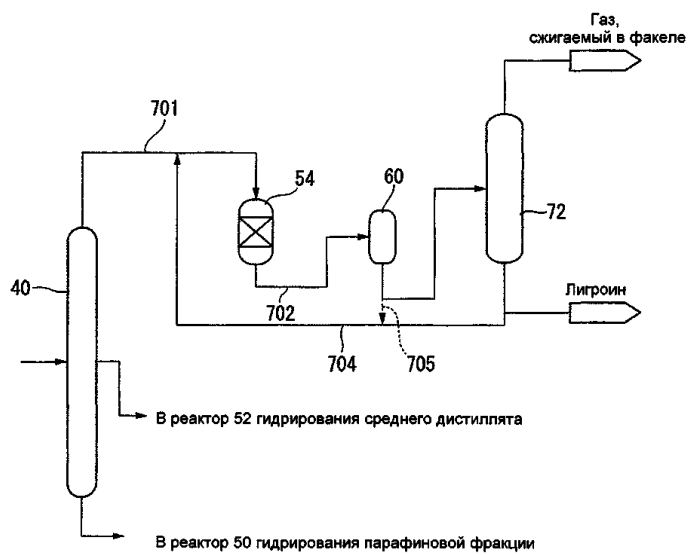 Газ,
сжигаемый в факеле
701
54
60
72
40
702
Лигроин
704
705
В реактор 52 гидрирования среднего дистиллята
В реактор 50 гидрирования парафиновой фракции